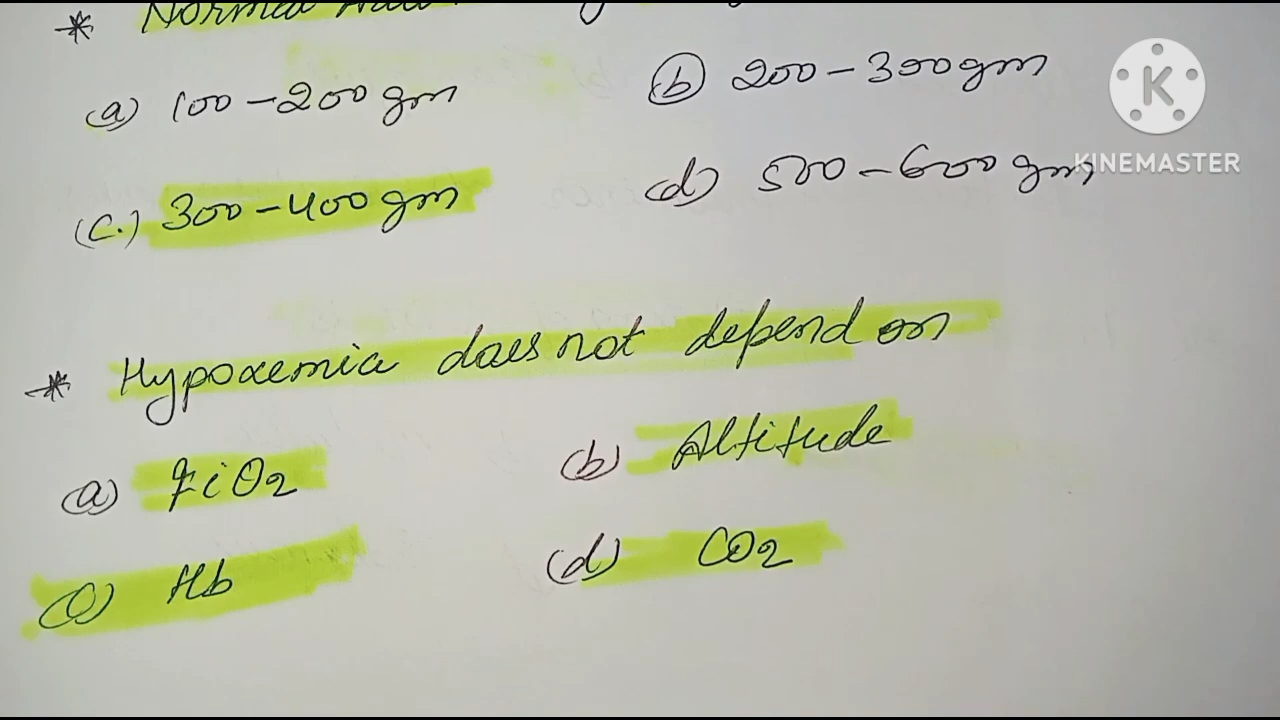 * Normal
(a) 100-200 gm (b) 200-300 gm
K
KINEMASTER
(c.) 300-400 gm (d) 500-600 gm
* Hypoxemia does not depend on
(a) FiO2 (b) Altitude
(c) Hb (d) CO2